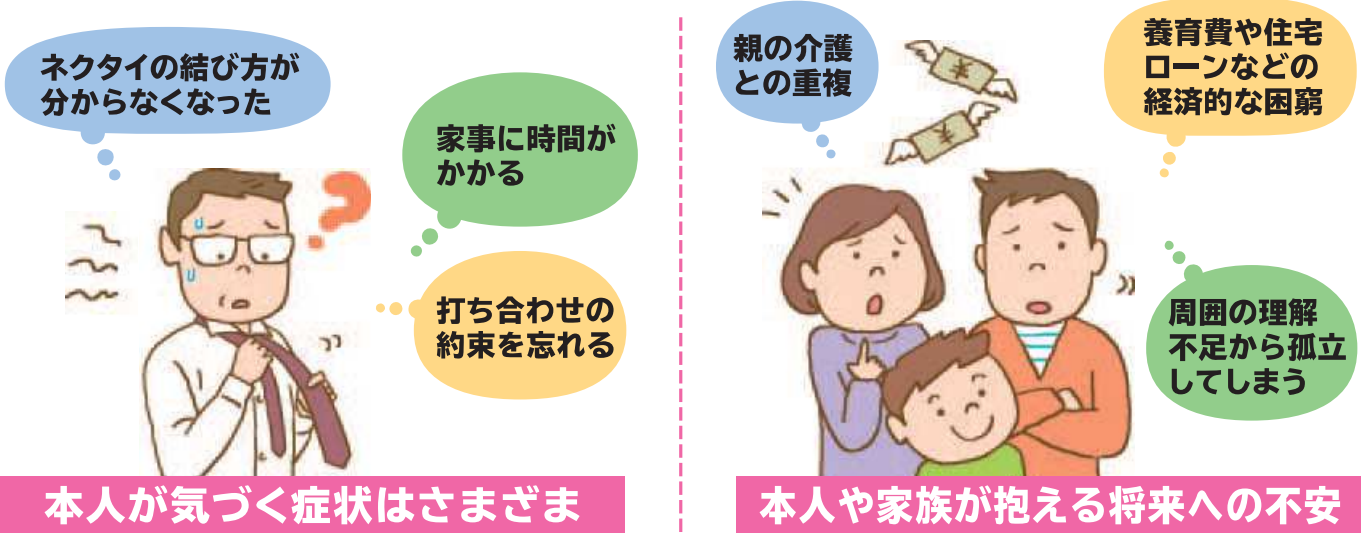 ネクタイの結び方が
分からなくなった
家事に時間が
かかる
打ち合わせの
約束を忘れる
本人が気づく症状はさまざま
親の介護
との重複
養育費や住宅
ローンなどの
経済的な困窮
¥
¥
周囲の理解
不足から孤立
してしまう
本人や家族が抱える将来への不安